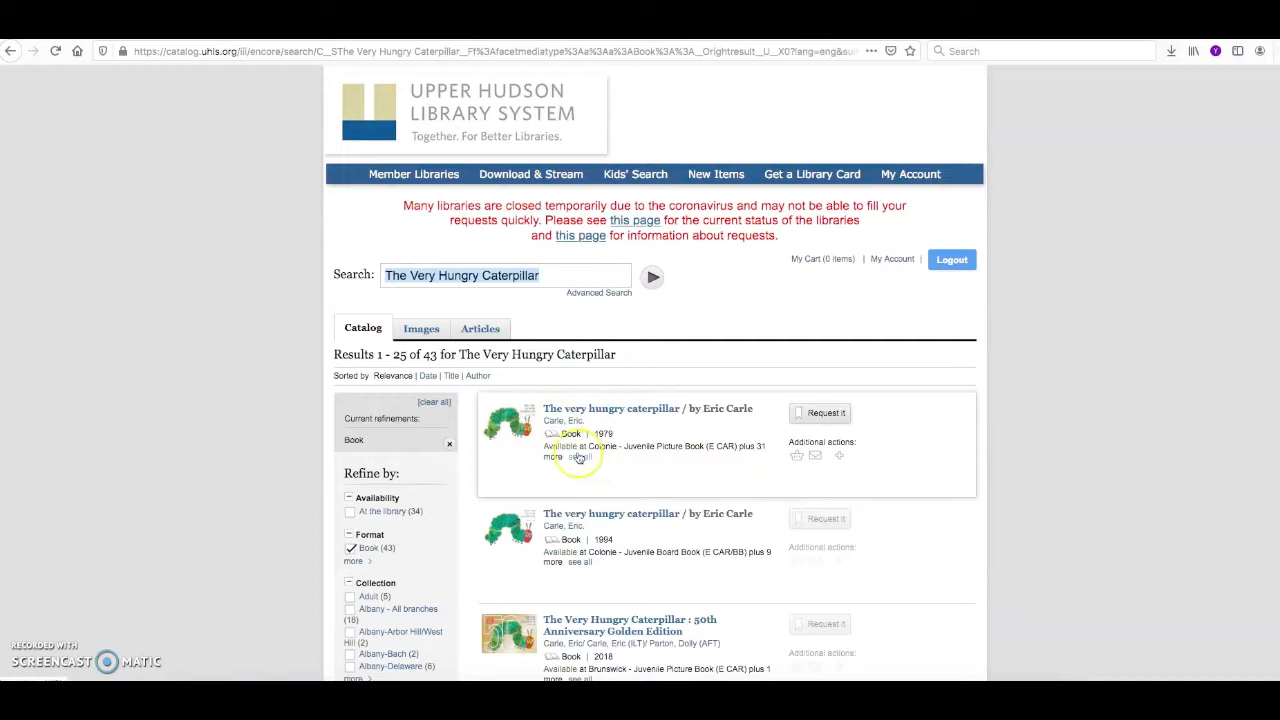 https://catalog.uhls.org/iii/encore/search/C__SThe Very Hungry Caterpillar__Ff%3Afacetmediatype%3Aa%3Aa%3ABook%3A%3A__Orightresult__U__X0?lang=eng&sui
Search
UPPER HUDSON
LIBRARY SYSTEM
Together. For Better Libraries.
Member Libraries Download & Stream Kids' Search New Items Get a Library Card My Account
Many libraries are closed temporarily due to the coronavirus and may not be able to fill your
requests quickly. Please see this page for the current status of the libraries
and this page for information about requests.
My Cart (0 items) | My Account | Logout
Search: The Very Hungry Caterpillar
Advanced Search
Catalog Images Articles
Results 1 - 25 of 43 for The Very Hungry Caterpillar
Sorted by Relevance | Date | Title | Author
[clear all]
Current refinements:
Book x
Refine by:
Availability
At the library (34)
Format
Book (43)
more >
Collection
Adult (5)
Albany - All branches
(18)
Albany-Arbor Hill/West
Hill (2)
Albany-Bach (2)
Albany-Delaware (6)
more >
The very hungry caterpillar / by Eric Carle
Carle, Eric.
Book | 1979
Available at Colonie - Juvenile Picture Book (E CAR) plus 31
more see all
Request it
Additional actions:
The very hungry caterpillar / by Eric Carle
Carle, Eric.
Book | 1994
Available at Colonie - Juvenile Board Book (E CAR/BB) plus 9
more see all
Request it
Additional actions:
The Very Hungry Caterpillar : 50th
Anniversary Golden Edition
Carle, Eric/ Carle, Eric (ILT)/ Parton, Dolly (AFT)
Book | 2018
Available at Brunswick - Juvenile Picture Book (E CAR) plus 1
more see all
Request it
Additional actions:
RECORDED WITH
SCREENCAST MATIC